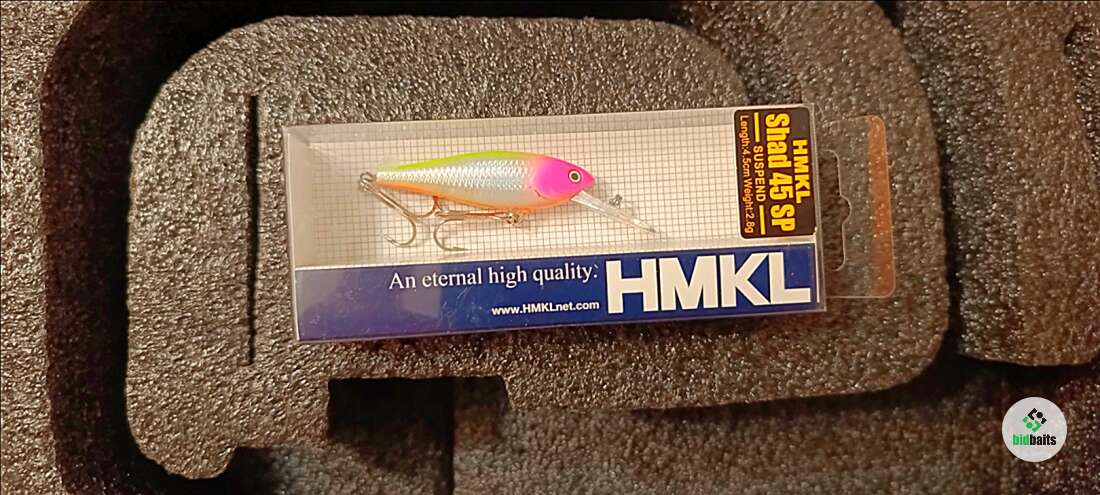 HMKL
Shad 45 SP
SUSPEND
Length:4.5cm Weight:2.8g
An eternal high quality:
HMKL
www.HMKLnet.com
bidbaits